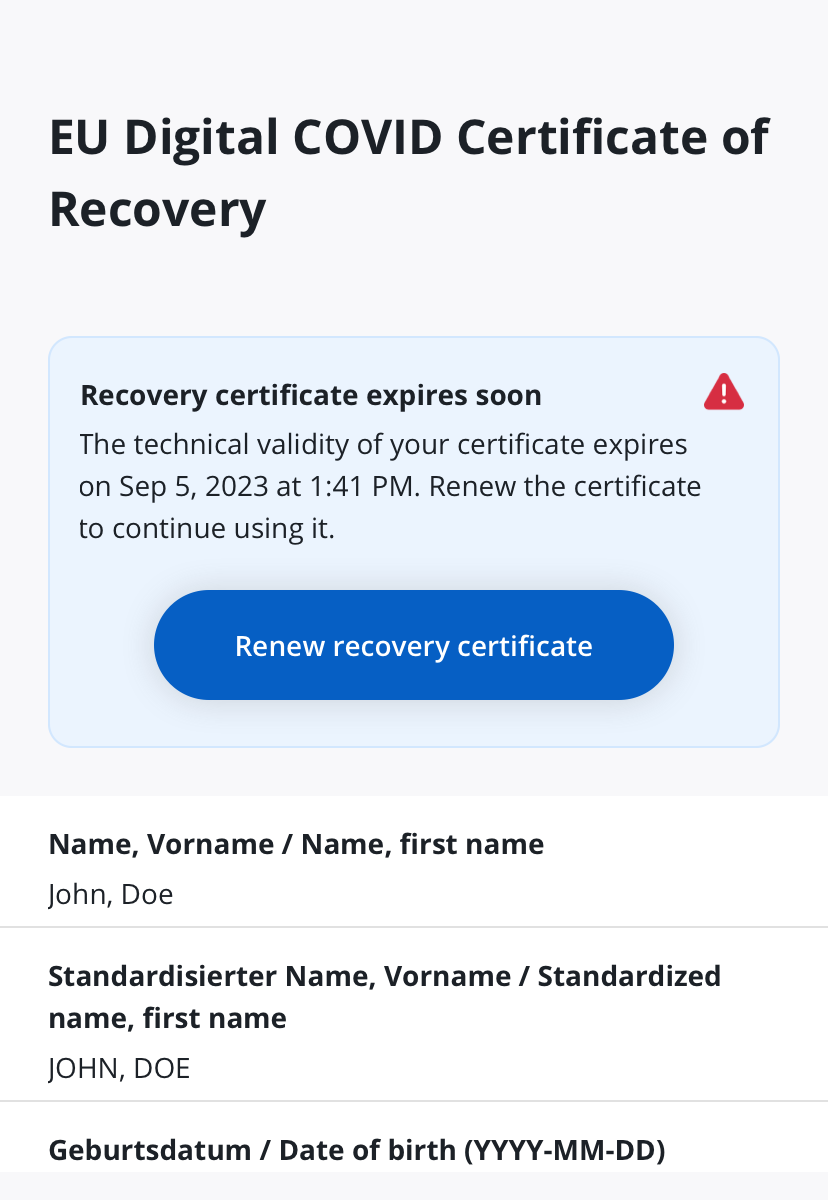 EU Digital COVID Certificate of
Recovery
Recovery certificate expires soon
The technical validity of your certificate expires
on Sep 5, 2023 at 1:41 PM. Renew the certificate
to continue using it.
Renew recovery certificate
Name, Vorname / Name, first name
John, Doe
Standardisierter Name, Vorname / Standardized
name, first name
JOHN, DOE
Geburtsdatum / Date of birth (YYYY-MM-DD)